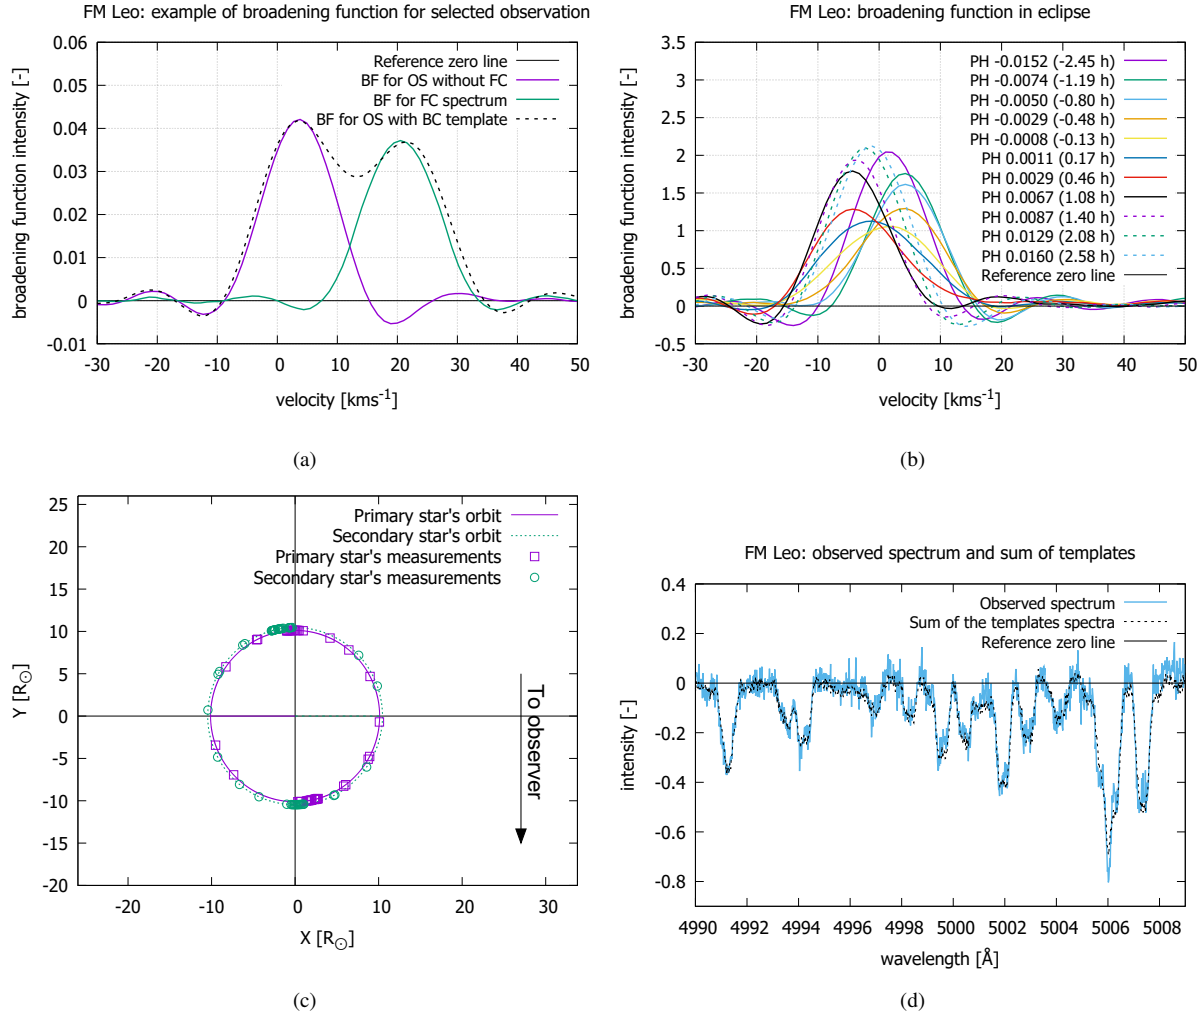 FM Leo: example of broadening function for selected observation
0.06
0.05
0.04
0.03
0.02
0.01
0
-0.01
-30 -20 -10 0 10 20 30 40 50
broadening function intensity [-]
velocity [kms-1]
Reference zero line
BF for OS without FC
BF for FC spectrum
BF for OS with BC template
(a)
FM Leo: broadening function in eclipse
3.5
3
2.5
2
1.5
1
0.5
0
-0.5
-30 -20 -10 0 10 20 30 40 50
broadening function intensity [-]
velocity [kms-1]
PH -0.0152 (-2.45 h)
PH -0.0074 (-1.19 h)
PH -0.0050 (-0.80 h)
PH -0.0029 (-0.48 h)
PH -0.0008 (-0.13 h)
PH 0.0011 (0.17 h)
PH 0.0029 (0.46 h)
PH 0.0067 (1.08 h)
PH 0.0087 (1.40 h)
PH 0.0129 (2.08 h)
PH 0.0160 (2.58 h)
Reference zero line
(b)
25
20
15
10
5
0
-5
-10
-15
-20
-20 -10 0 10 20 30
Y [R☉]
X [R☉]
Primary star's orbit
Secondary star's orbit
Primary star's measurements
Secondary star's measurements
To observer
(c)
FM Leo: observed spectrum and sum of templates
0.4
0.2
0
-0.2
-0.4
-0.6
-0.8
4990 4992 4994 4996 4998 5000 5002 5004 5006 5008
intensity [-]
wavelength [Å]
Observed spectrum
Sum of the templates spectra
Reference zero line
(d)